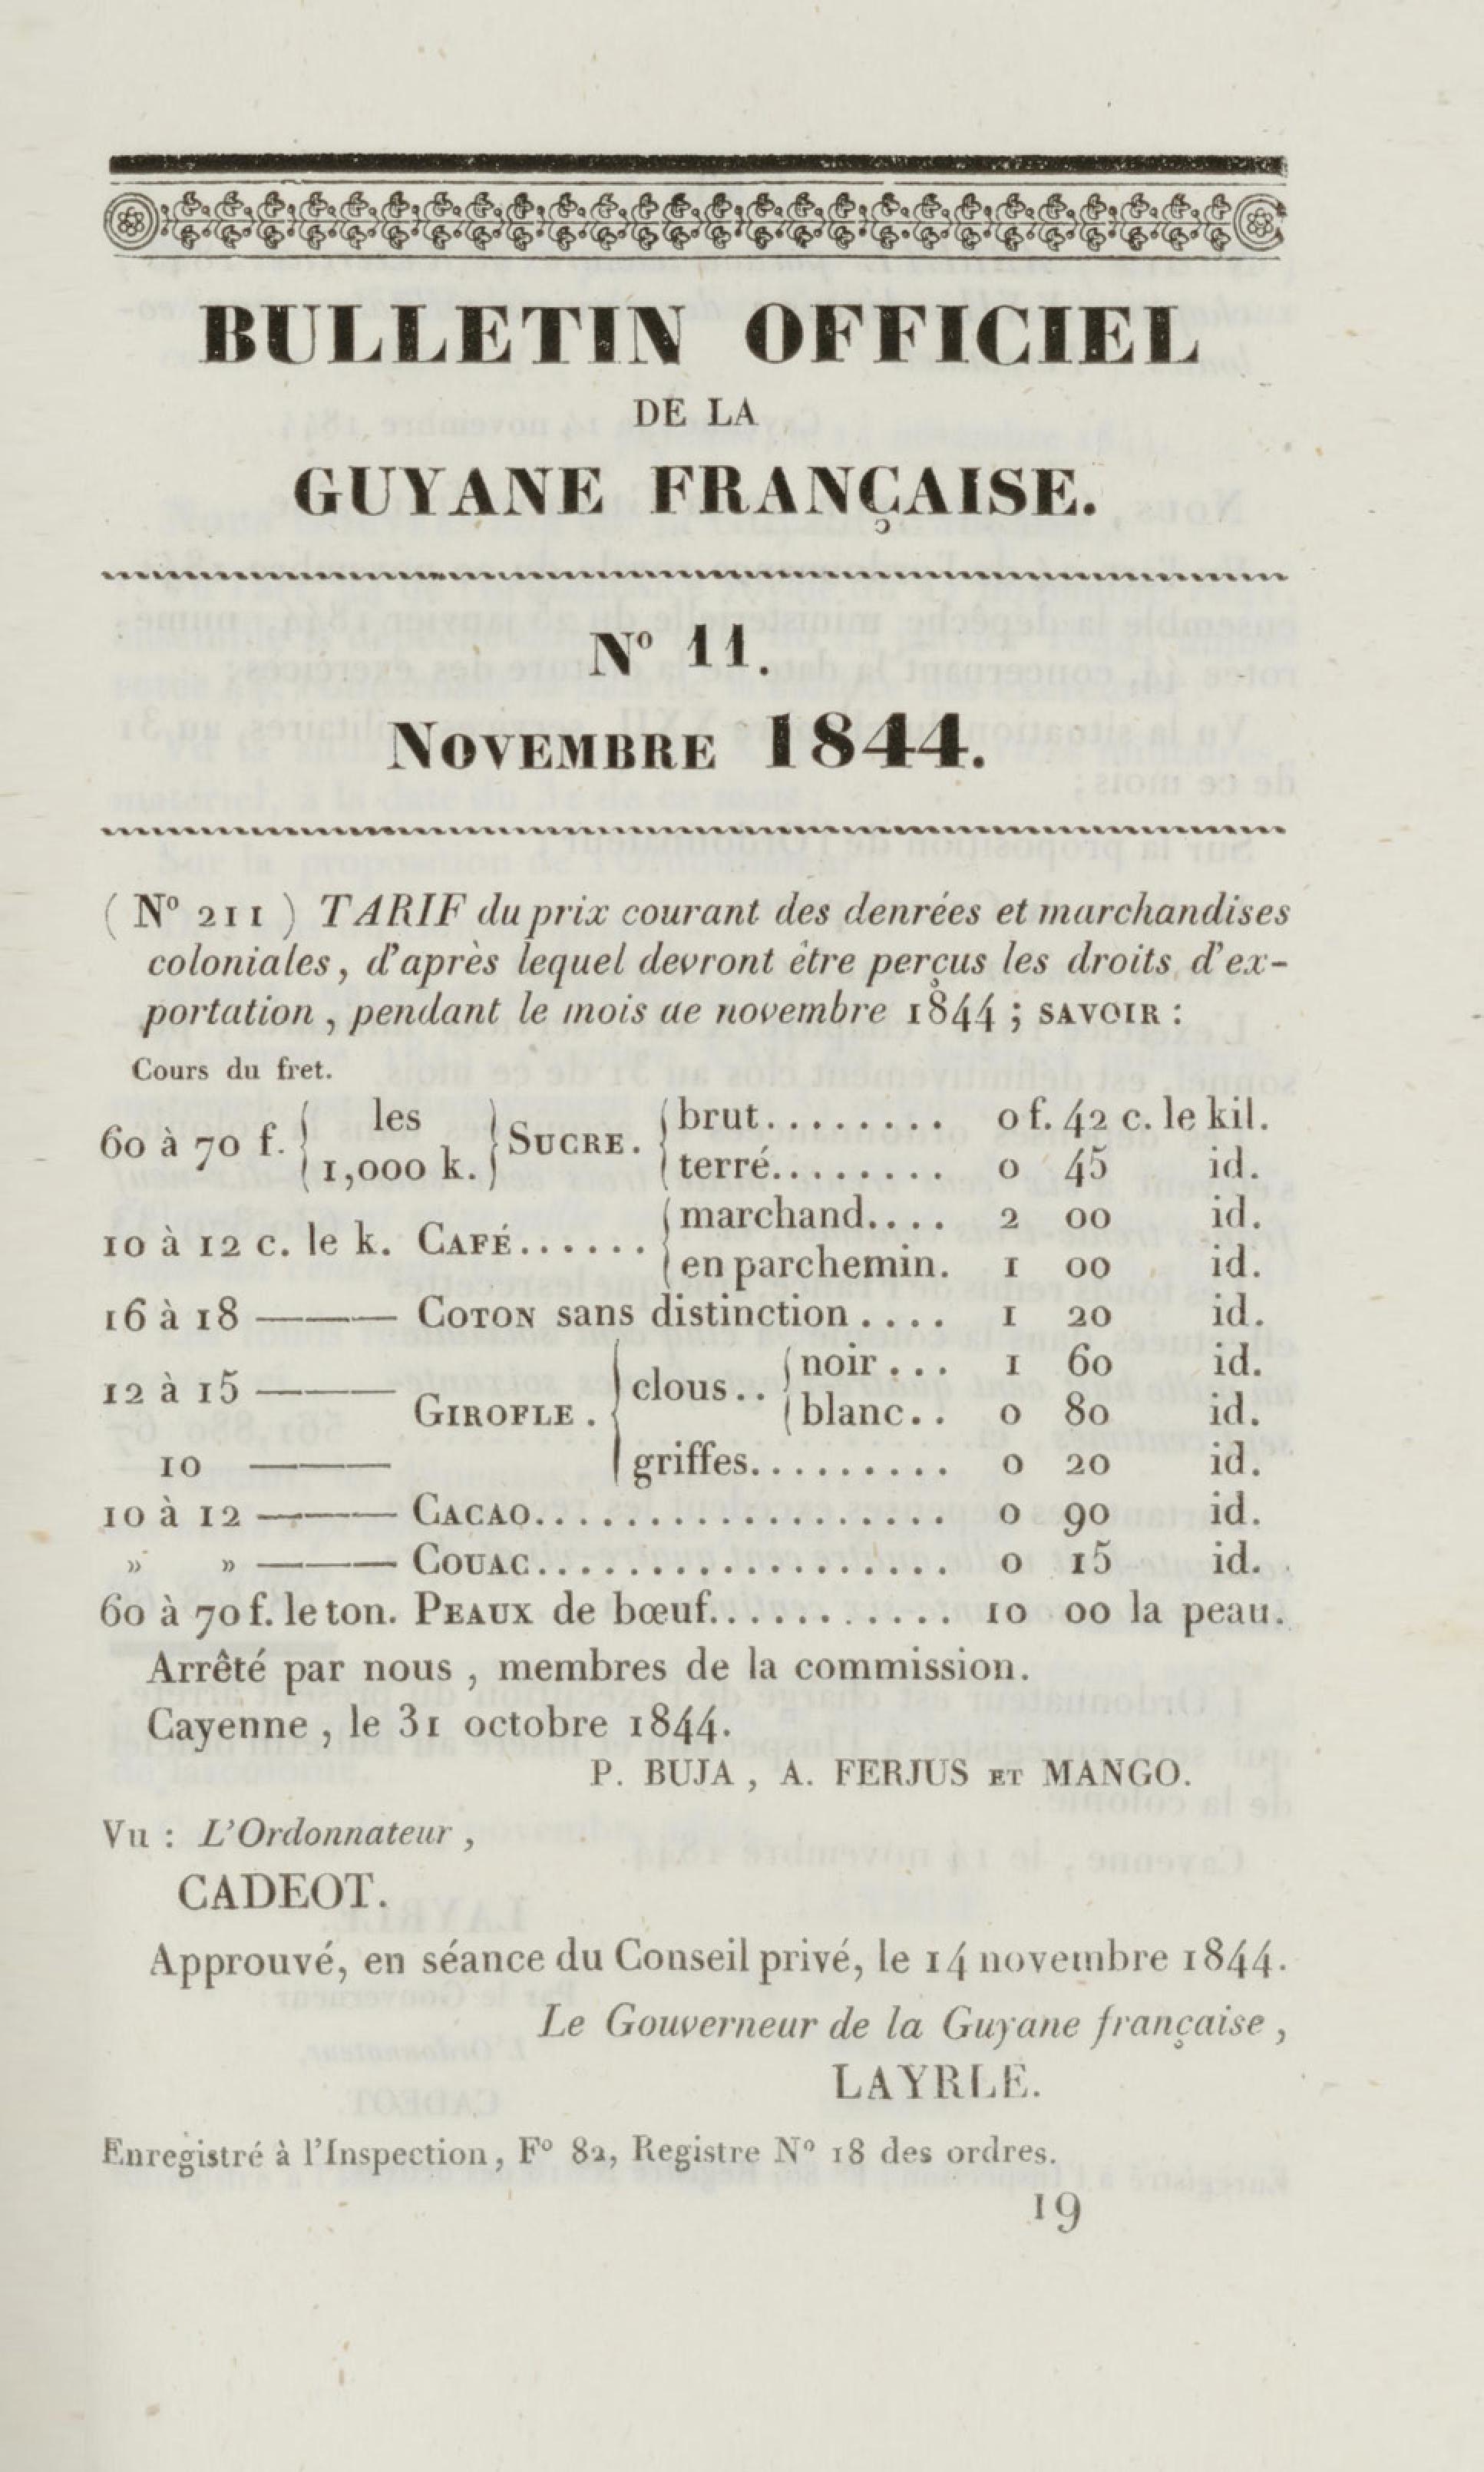 BULLETIN OFFICIEL
DE LA
GUYANE FRANÇAISE.
N° 11.
NOVEMBRE 1844.
( N° 211 ) TARIF du prix courant des denrées et marchandises
coloniales, d'après lequel devront être perçus les droits d'ex-
portation, pendant le mois de novembre 1844 ; SAVOIR :
Cours du fret.
60 à 70 f. { les 1,000 k. } SUCRE. { brut........ 0 f. 42 c. le kil.
terré........ 0 45 id.
10 à 12 c. le k. CAFÉ...... { marchand.... 2 00 id.
en parchemin. 1 00 id.
16 à 18 ——— COTON sans distinction .... 1 20 id.
12 à 15 ——— GIROFLE. { clous.. { noir... 1 60 id.
blanc.. 0 80 id.
10 ——— griffes......... 0 20 id.
10 à 12 ——— CACAO.................. 0 90 id.
» » ——— COUAC.................. 0 15 id.
60 à 70 f. le ton. PEAUX de bœuf........... 10 00 la peau.
Arrêté par nous, membres de la commission.
Cayenne, le 31 octobre 1844.
P. BUJA, A. FERJUS ET MANGO.
Vu : L'Ordonnateur,
CADEOT.
Approuvé, en séance du Conseil privé, le 14 novembre 1844.
Le Gouverneur de la Guyane française,
LAYRLE.
Enregistré à l'Inspection, F° 82, Registre N° 18 des ordres.
19